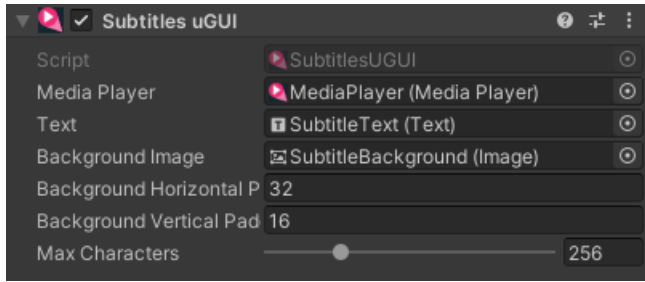 Subtitles uGUI
Script SubtitlesUGUI
Media Player MediaPlayer (Media Player)
Text SubtitleText (Text)
Background Image SubtitleBackground (Image)
Background Horizontal P 32
Background Vertical Pad 16
Max Characters 256